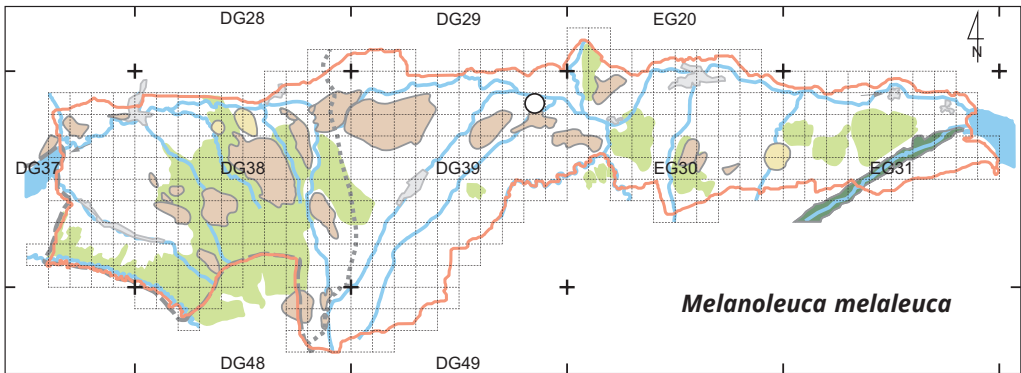 DG28 DG29 EG20
N
DG37 DG38 DG39 EG30 EG31
Melanoleuca melaleuca
DG48 DG49